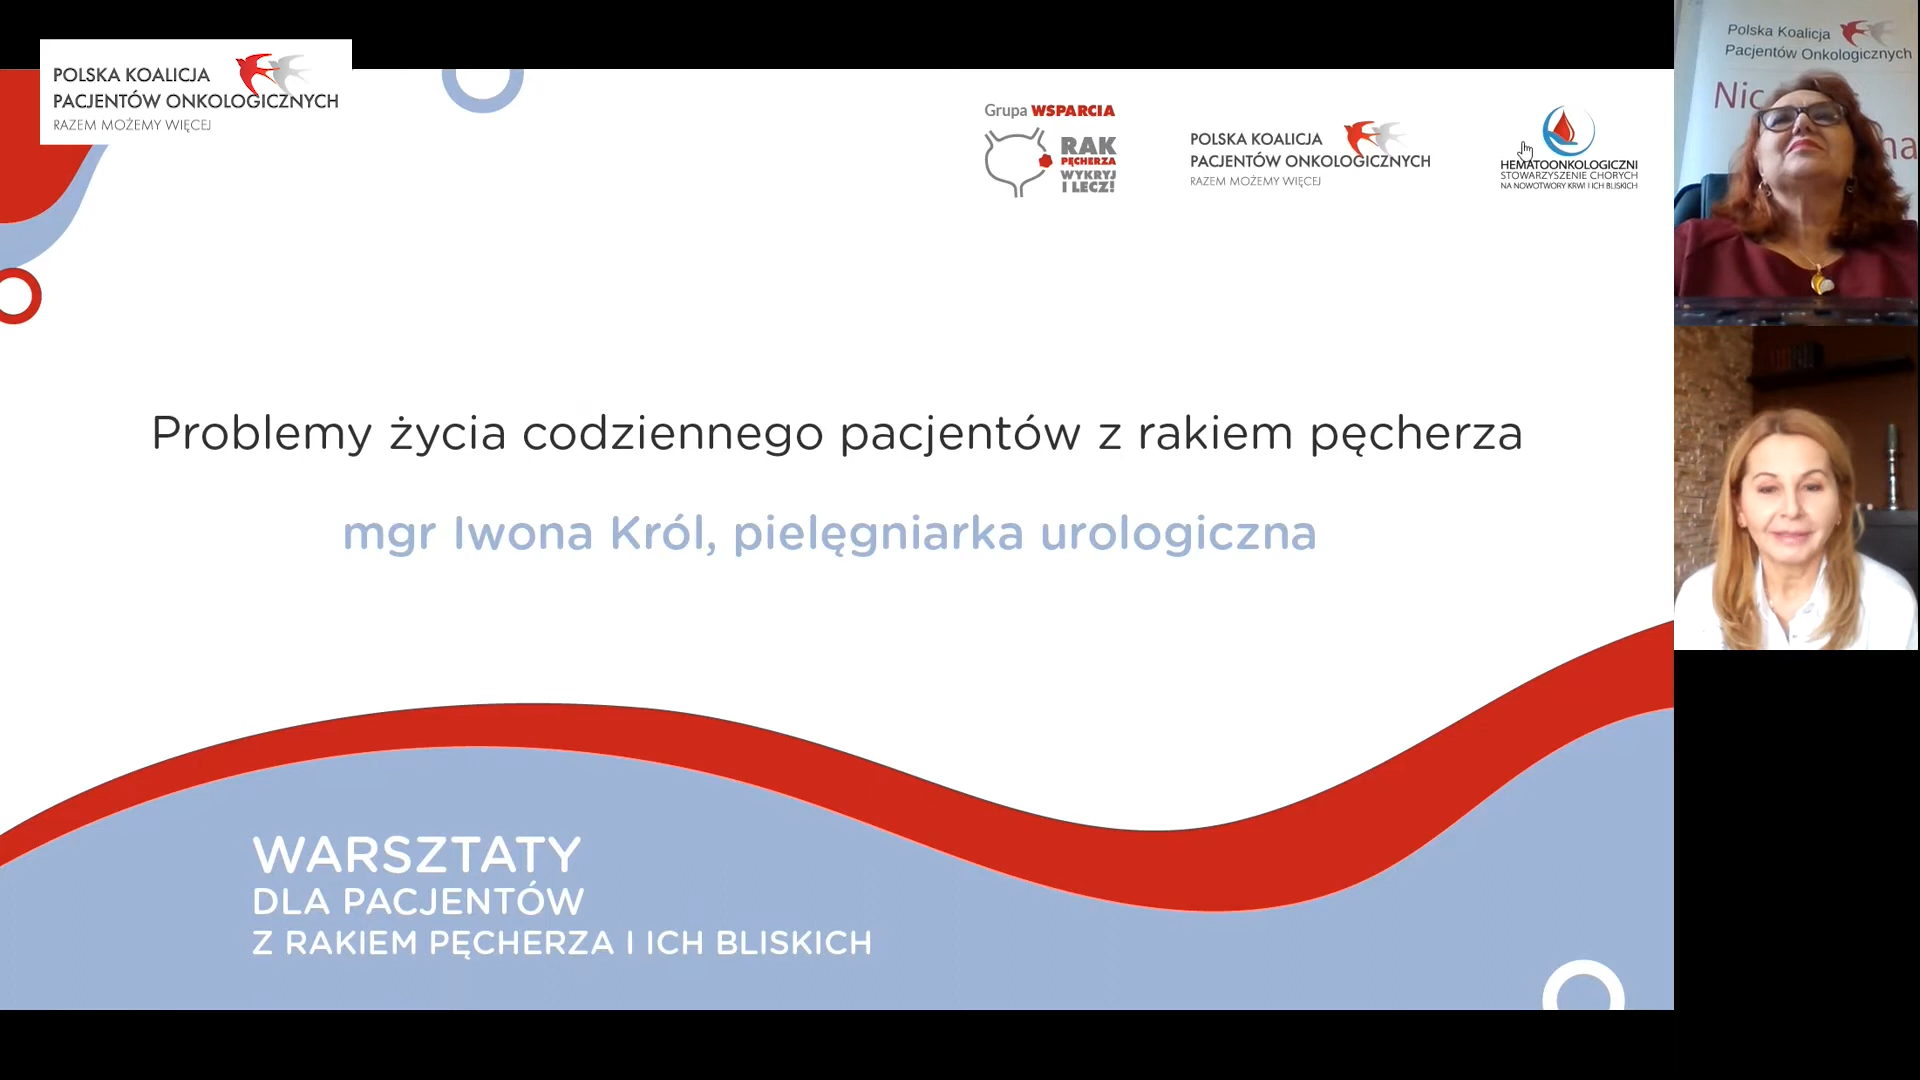 POLSKA KOALICJA
PACJENTÓW ONKOLOGICZNYCH
RAZEM MOŻEMY WIĘCEJ
Grupa WSPARCIA
RAK
PĘCHERZA
WYKRYJ
I LECZ!
POLSKA KOALICJA
PACJENTÓW ONKOLOGICZNYCH
RAZEM MOŻEMY WIĘCEJ
HEMATOONKOLOGICZNI
STOWARZYSZENIE CHORYCH
NA NOWOTWORY KRWI I ICH BLISKICH
Polska Koalicja
Pacjentów Onkologicznych
Nic
Problemy życia codziennego pacjentów z rakiem pęcherza
mgr Iwona Król, pielęgniarka urologiczna
WARSZTATY
DLA PACJENTÓW
Z RAKIEM PĘCHERZA I ICH BLISKICH